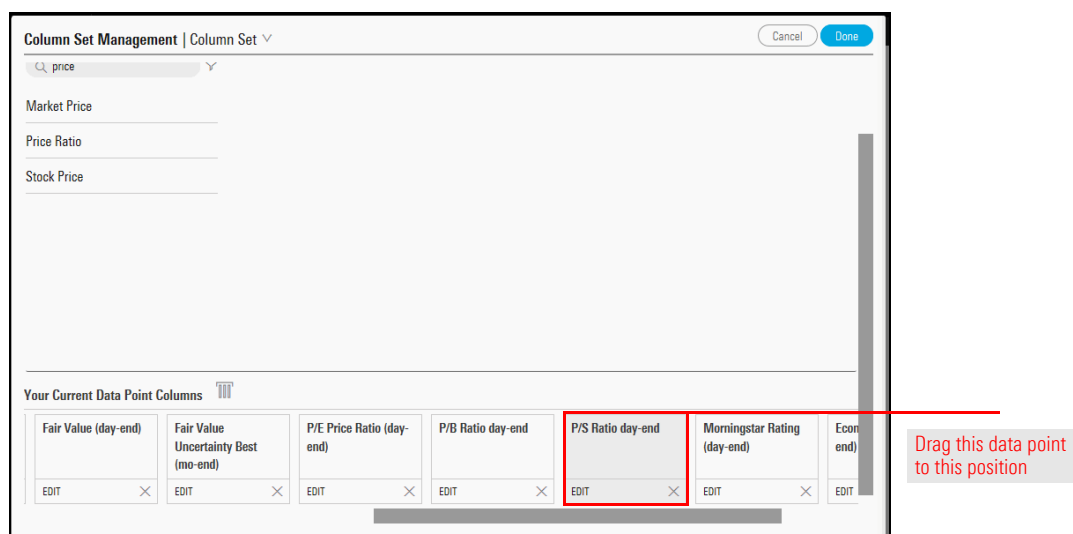 Column Set Management | Column Set
Cancel
Done
price
Market Price
Price Ratio
Stock Price
Your Current Data Point Columns
Fair Value (day-end)
EDIT
Fair Value
Uncertainty Best
(mo-end)
EDIT
P/E Price Ratio (day-
end)
EDIT
P/B Ratio day-end
EDIT
P/S Ratio day-end
EDIT
Morningstar Rating
(day-end)
EDIT
Econ
end)
EDIT
Drag this data point
to this position